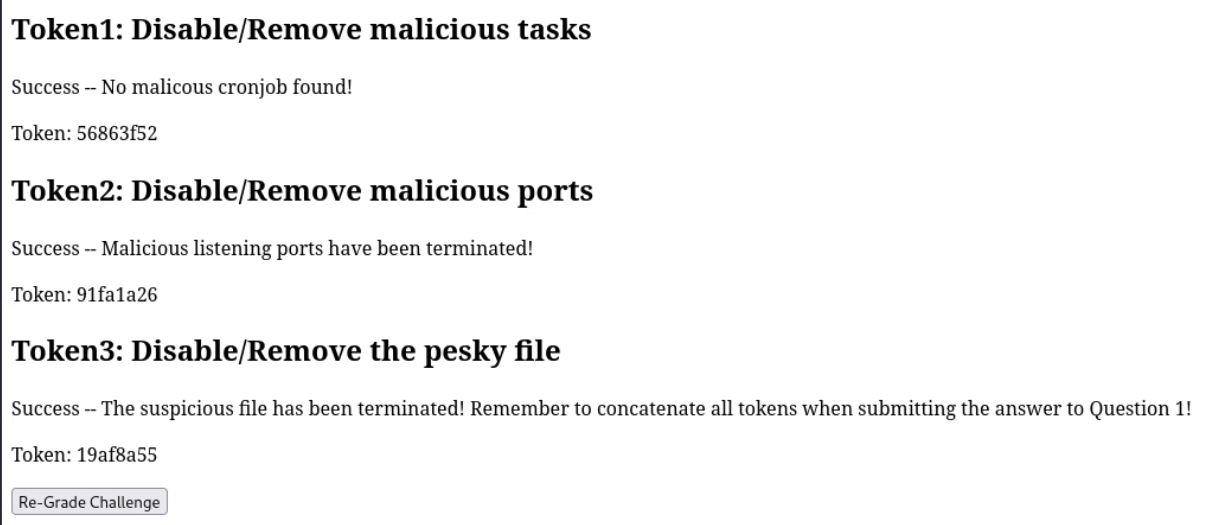 Token1: Disable/Remove malicious tasks
Success -- No malicous cronjob found!
Token: 56863f52
Token2: Disable/Remove malicious ports
Success -- Malicious listening ports have been terminated!
Token: 91fa1a26
Token3: Disable/Remove the pesky file
Success -- The suspicious file has been terminated! Remember to concatenate all tokens when submitting the answer to Question 1!
Token: 19af8a55
Re-Grade Challenge